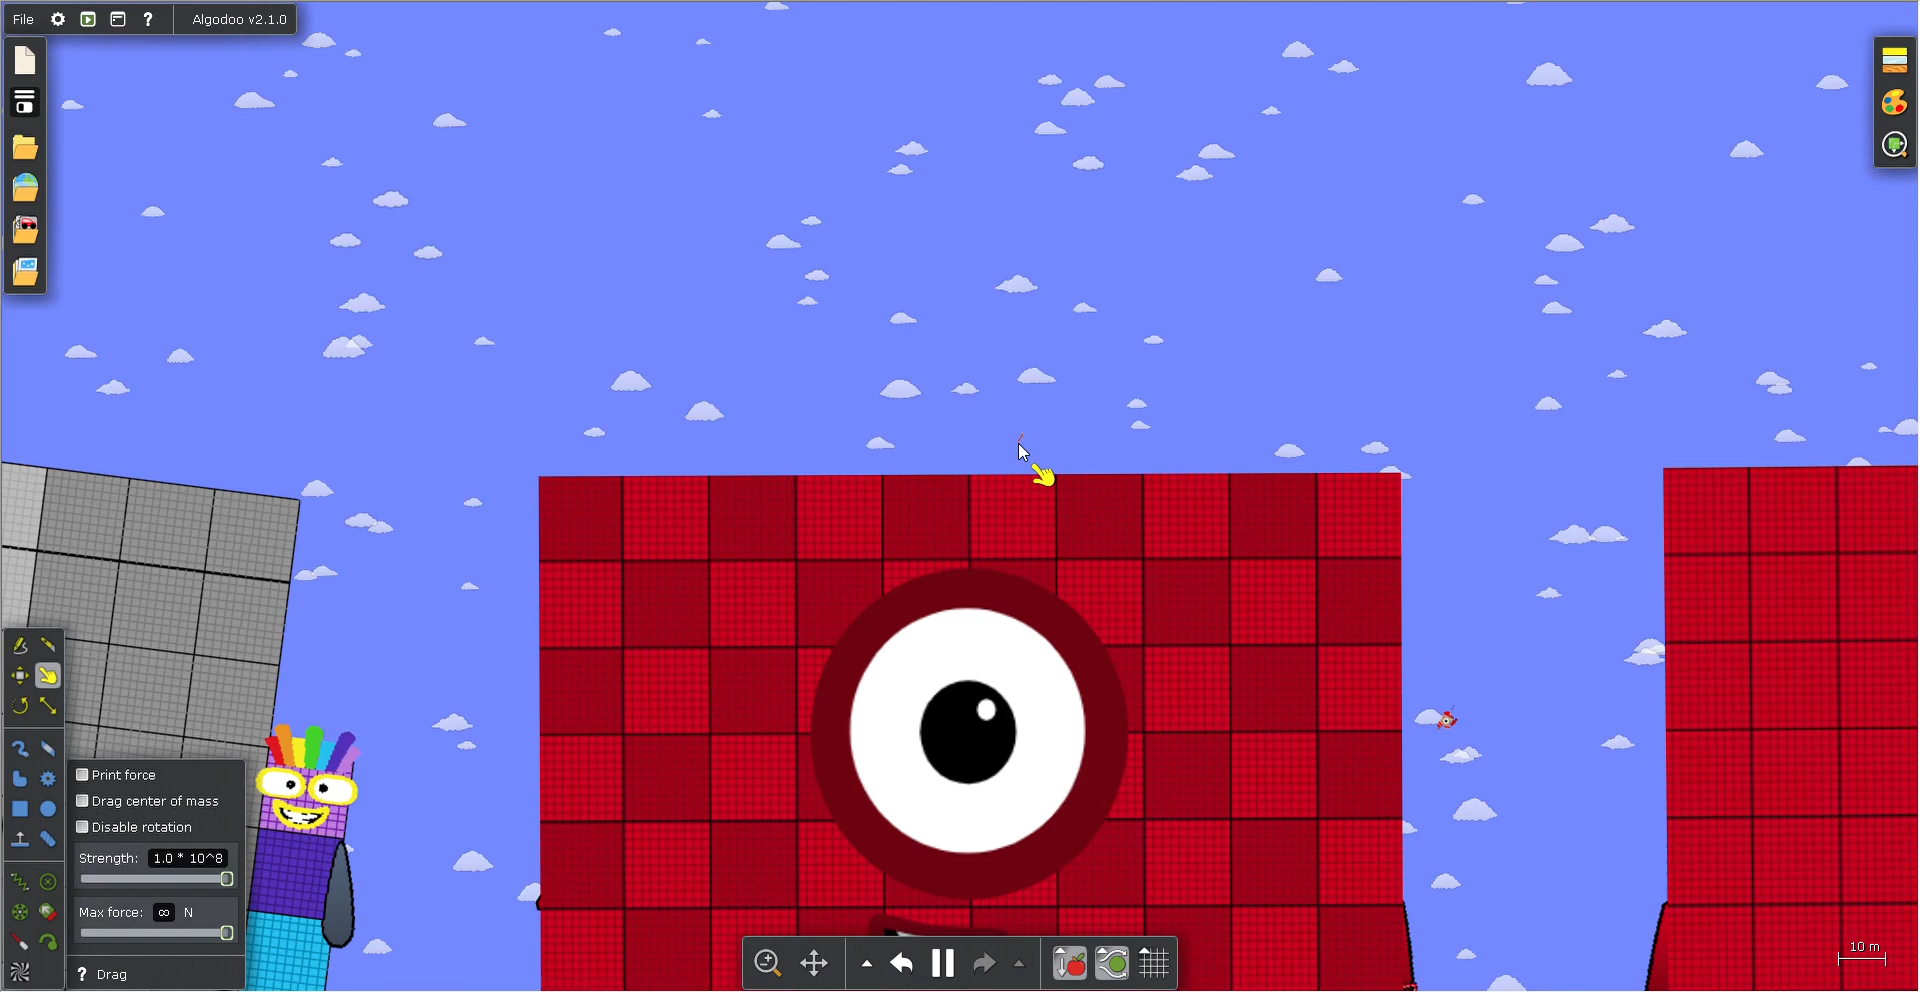 File ? Algodoo v2.1.0
Print force
Drag center of mass
Disable rotation
Strength: 1.0 * 10^8
Max force: ∞ N
? Drag
10 m